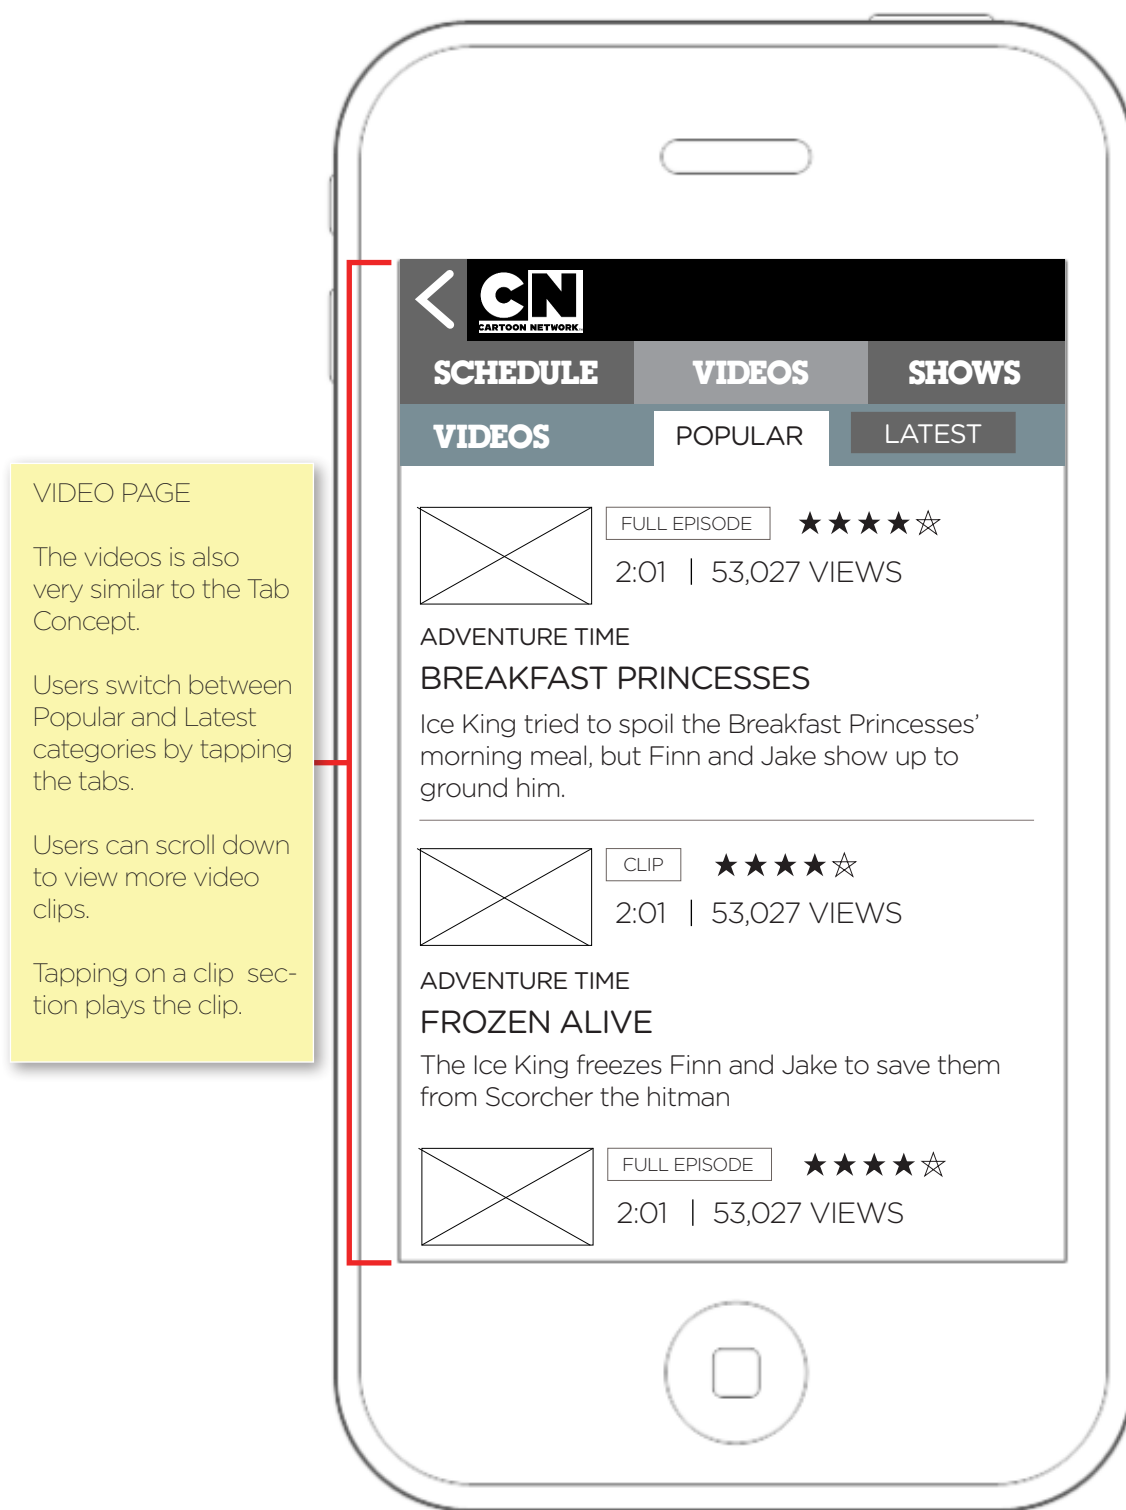 CN
CARTOON NETWORK
SCHEDULE VIDEOS SHOWS
VIDEOS POPULAR LATEST
VIDEO PAGE
The videos is also
very similar to the Tab
Concept.
Users switch between
Popular and Latest
categories by tapping
the tabs.
Users can scroll down
to view more video
clips.
Tapping on a clip sec-
tion plays the clip.
FULL EPISODE
2:01 | 53,027 VIEWS
ADVENTURE TIME
BREAKFAST PRINCESSES
Ice King tried to spoil the Breakfast Princesses’
morning meal, but Finn and Jake show up to
ground him.
CLIP
2:01 | 53,027 VIEWS
ADVENTURE TIME
FROZEN ALIVE
The Ice King freezes Finn and Jake to save them
from Scorcher the hitman
FULL EPISODE
2:01 | 53,027 VIEWS